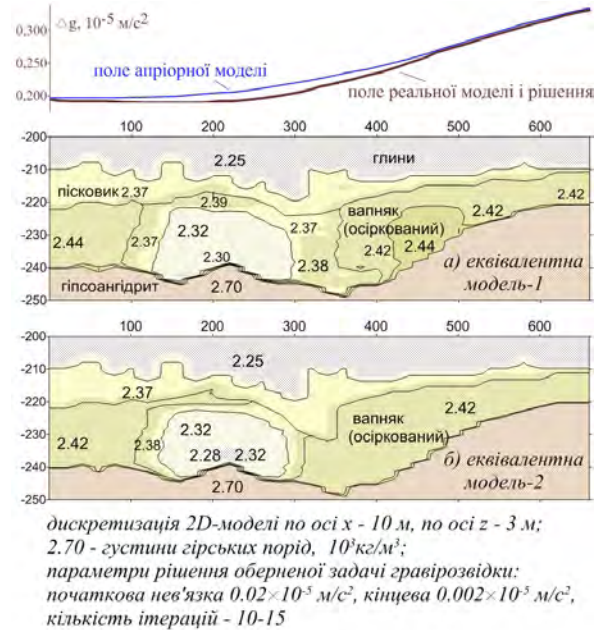 Δg, 10⁻⁵ м/с²
0,300
0,250
0,200
поле апріорної моделі
поле реальної моделі і рішення
100 200 300 400 500 600
-200
-210
-220
-230
-240
-250
2.25
глини
пісковик
2.37
2.39
2.37
2.42
2.42
вапняк
(осіркований)
2.44
2.37
2.32
2.30
2.38
2.42
2.44
гіпсоангідрит
2.70
а) еквівалентна
модель-1
100 200 300 400 500 600
-200
-210
-220
-230
-240
-250
2.25
2.37
2.42
вапняк
(осіркований)
2.42
2.38
2.32
2.28
2.32
2.70
б) еквівалентна
модель-2
дискретизація 2D-моделі по осі x - 10 м, по осі z - 3 м;
2.70 - густини гірських порід, 10³кг/м³;
параметри рішення оберненої задачі гравірозвідки:
початкова нев'язка 0.02×10⁻⁵ м/с², кінцева 0.002×10⁻⁵ м/с²,
кількість ітерацій - 10-15